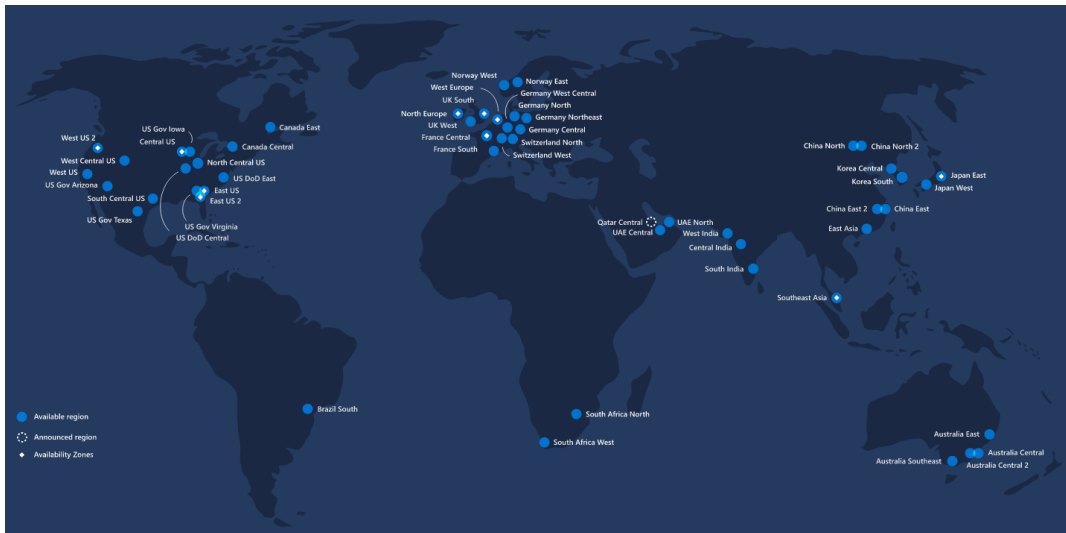 Norway West
Norway East
West Europe
Germany West Central
UK South
Germany North
North Europe
Germany Northeast
UK West
Germany Central
France Central
Switzerland North
France South
Switzerland West
US Gov Iowa
Canada East
West US 2
Central US
Canada Central
West Central US
North Central US
West US
US DoD East
US Gov Arizona
East US
South Central US
East US 2
US Gov Texas
US Gov Virginia
US DoD Central
China North
China North 2
Korea Central
Japan East
Korea South
Japan West
China East 2
China East
East Asia
Qatar Central
UAE North
UAE Central
West India
Central India
South India
Southeast Asia
Brazil South
South Africa North
South Africa West
Australia East
Australia Central
Australia Southeast
Australia Central 2
Available region
Announced region
Availability Zones